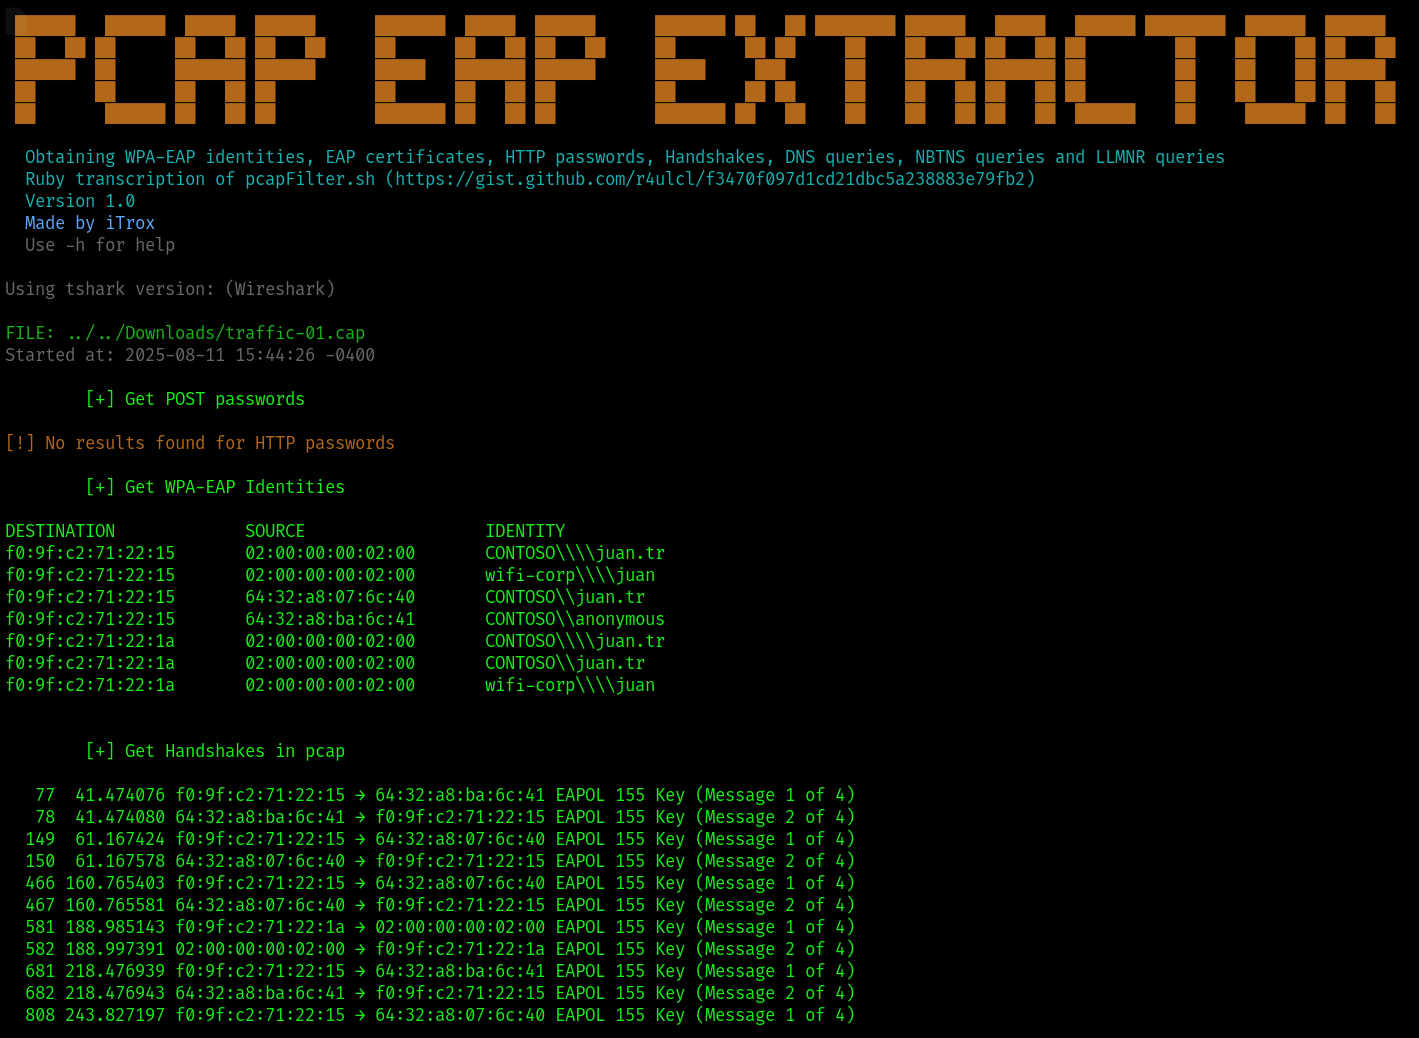 PCAP EAP EXTRACTOR
Obtaining WPA-EAP identities, EAP certificates, HTTP passwords, Handshakes, DNS queries, NBTNS queries and LLMNR queries
Ruby transcription of pcapFilter.sh (https://gist.github.com/r4ulcl/f3470f097d1cd21dbc5a238883e79fb2)
Version 1.0
Made by iTrox
Use -h for help
Using tshark version: (Wireshark)
FILE: ../../Downloads/traffic-01.cap
Started at: 2025-08-11 15:44:26 -0400
[+] Get POST passwords
[!] No results found for HTTP passwords
[+] Get WPA-EAP Identities
DESTINATION SOURCE IDENTITY
f0:9f:c2:71:22:15 02:00:00:00:02:00 CONTOSO\\\\juan.tr
f0:9f:c2:71:22:15 02:00:00:00:02:00 wifi-corp\\\\juan
f0:9f:c2:71:22:15 64:32:a8:07:6c:40 CONTOSO\\juan.tr
f0:9f:c2:71:22:15 64:32:a8:ba:6c:41 CONTOSO\\anonymous
f0:9f:c2:71:22:1a 02:00:00:00:02:00 CONTOSO\\\\juan.tr
f0:9f:c2:71:22:1a 02:00:00:00:02:00 CONTOSO\\juan.tr
f0:9f:c2:71:22:1a 02:00:00:00:02:00 wifi-corp\\\\juan
[+] Get Handshakes in pcap
77 41.474076 f0:9f:c2:71:22:15 → 64:32:a8:ba:6c:41 EAPOL 155 Key (Message 1 of 4)
78 41.474080 64:32:a8:ba:6c:41 → f0:9f:c2:71:22:15 EAPOL 155 Key (Message 2 of 4)
149 61.167424 f0:9f:c2:71:22:15 → 64:32:a8:07:6c:40 EAPOL 155 Key (Message 1 of 4)
150 61.167578 64:32:a8:07:6c:40 → f0:9f:c2:71:22:15 EAPOL 155 Key (Message 2 of 4)
466 160.765403 f0:9f:c2:71:22:15 → 64:32:a8:07:6c:40 EAPOL 155 Key (Message 1 of 4)
467 160.765581 64:32:a8:07:6c:40 → f0:9f:c2:71:22:15 EAPOL 155 Key (Message 2 of 4)
581 188.985143 f0:9f:c2:71:22:1a → 02:00:00:00:02:00 EAPOL 155 Key (Message 1 of 4)
582 188.997391 02:00:00:00:02:00 → f0:9f:c2:71:22:1a EAPOL 155 Key (Message 2 of 4)
681 218.476939 f0:9f:c2:71:22:15 → 64:32:a8:ba:6c:41 EAPOL 155 Key (Message 1 of 4)
682 218.476943 64:32:a8:ba:6c:41 → f0:9f:c2:71:22:15 EAPOL 155 Key (Message 2 of 4)
808 243.827197 f0:9f:c2:71:22:15 → 64:32:a8:07:6c:40 EAPOL 155 Key (Message 1 of 4)